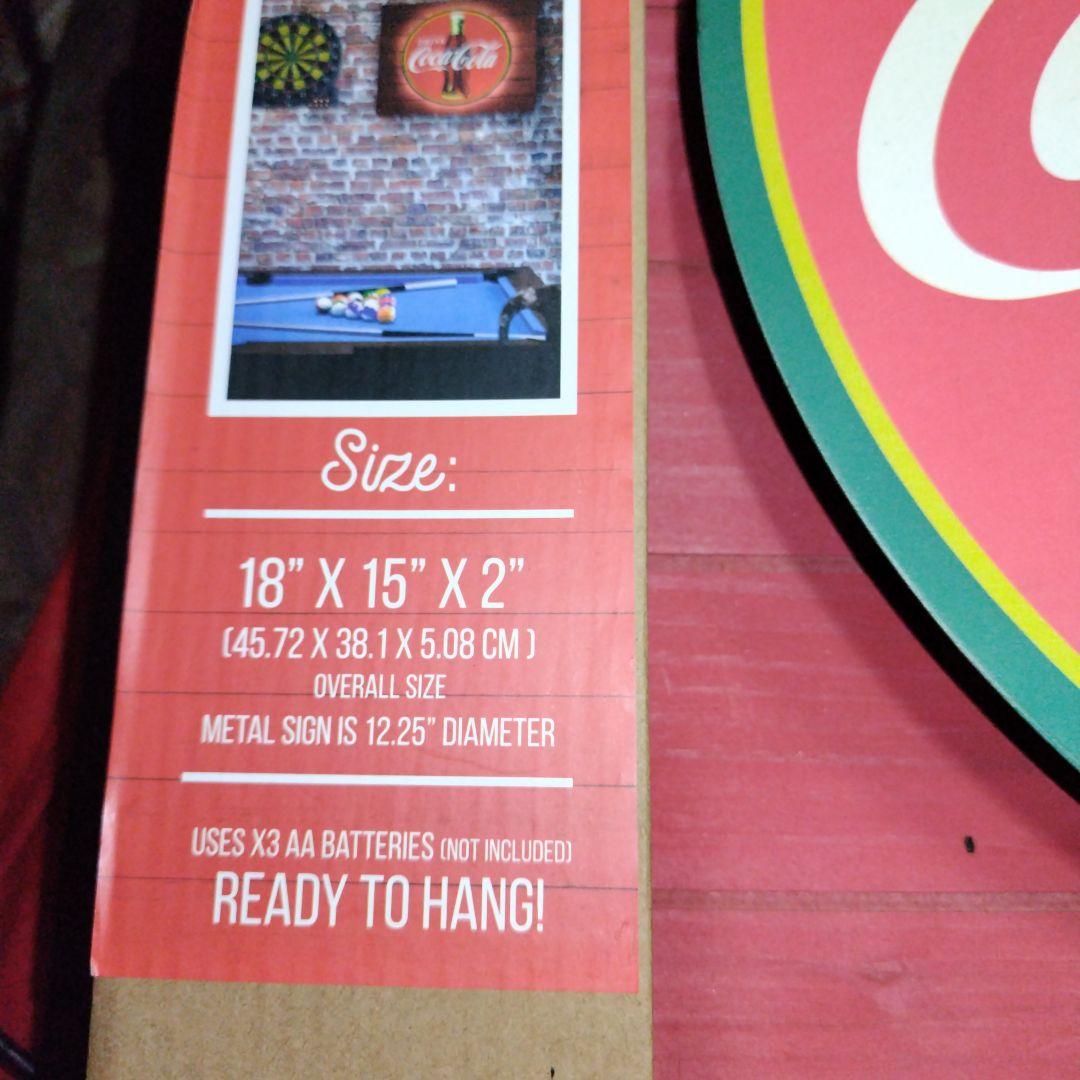 Coca-Cola
Size:
18” X 15” X 2”
(45.72 X 38.1 X 5.08 CM )
OVERALL SIZE
METAL SIGN IS 12.25” DIAMETER
USES X3 AA BATTERIES (NOT INCLUDED)
READY TO HANG!